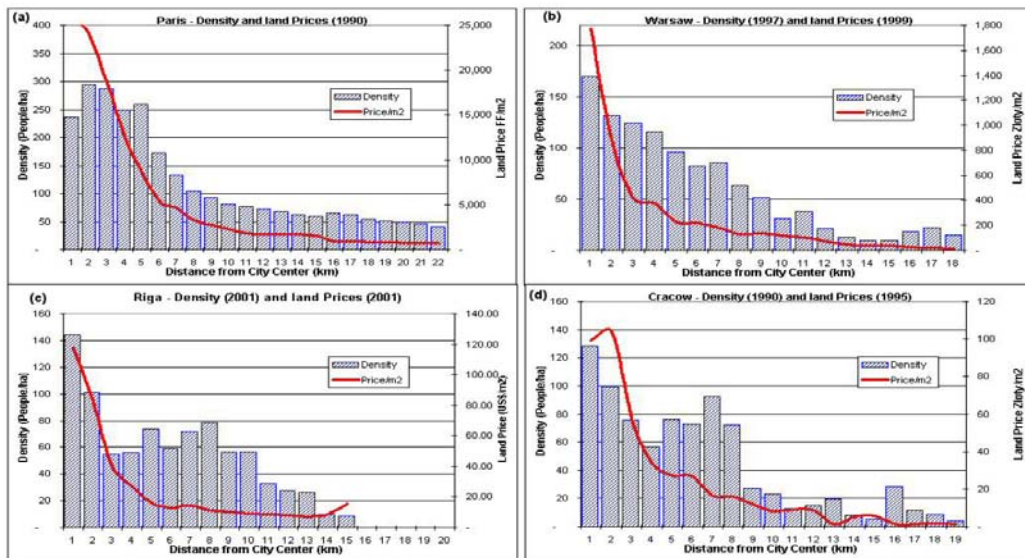 (a) Paris - Density and land Prices (1990)
400
350
300
250
200
150
100
50
-
Density (People/ha)
25,000
20,000
15,000
10,000
5,000
-
Land Price FF/m2
Density
Price/m2
1 2 3 4 5 6 7 8 9 10 11 12 13 14 15 16 17 18 19 20 21 22
Distance from City Center (km)
(b) Warsaw - Density (1997) and land Prices (1999)
200
150
100
50
-
Density (People/ha)
1,800
1,600
1,400
1,200
1,000
800
600
400
200
-
Land Price Zloty/m2
Density
Price/m2
1 2 3 4 5 6 7 8 9 10 11 12 13 14 15 16 17 18
Distance from City Center (km)
(c) Riga - Density (2001) and land Prices (2001)
160
140
120
100
80
60
40
20
-
Density (People/ha)
140.00
120.00
100.00
80.00
60.00
40.00
20.00
-
Land Price (US$/m2)
Density
Price/m2
1 2 3 4 5 6 7 8 9 10 11 12 13 14 15 16 17 18 19 20
Distance from City Center (km)
(d) Cracow - Density (1990) and land Prices (1995)
160
140
120
100
80
60
40
20
-
Density (People/ha)
120
100
80
60
40
20
-
Land Price Zloty/m2
Density
Price/m2
1 2 3 4 5 6 7 8 9 10 11 12 13 14 15 16 17 18 19
Distance from City Center (km)